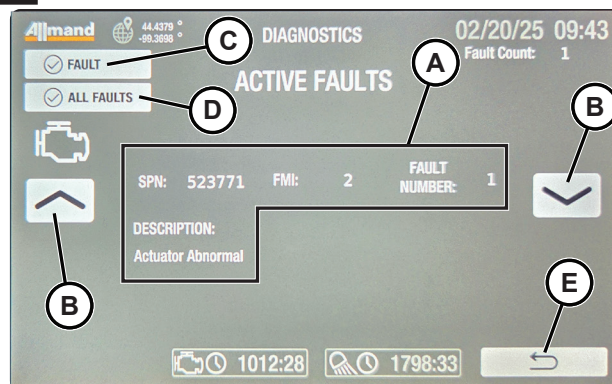 Allmand
44.4379 °
-99.3698 °
DIAGNOSTICS
02/20/25 09:43
Fault Count: 1
FAULT
C
ALL FAULTS
D
ACTIVE FAULTS
A
B
SPN: 523771 FMI: 2 FAULT NUMBER: 1
DESCRIPTION:
Actuator Abnormal
B
E
1012:28
1798:33